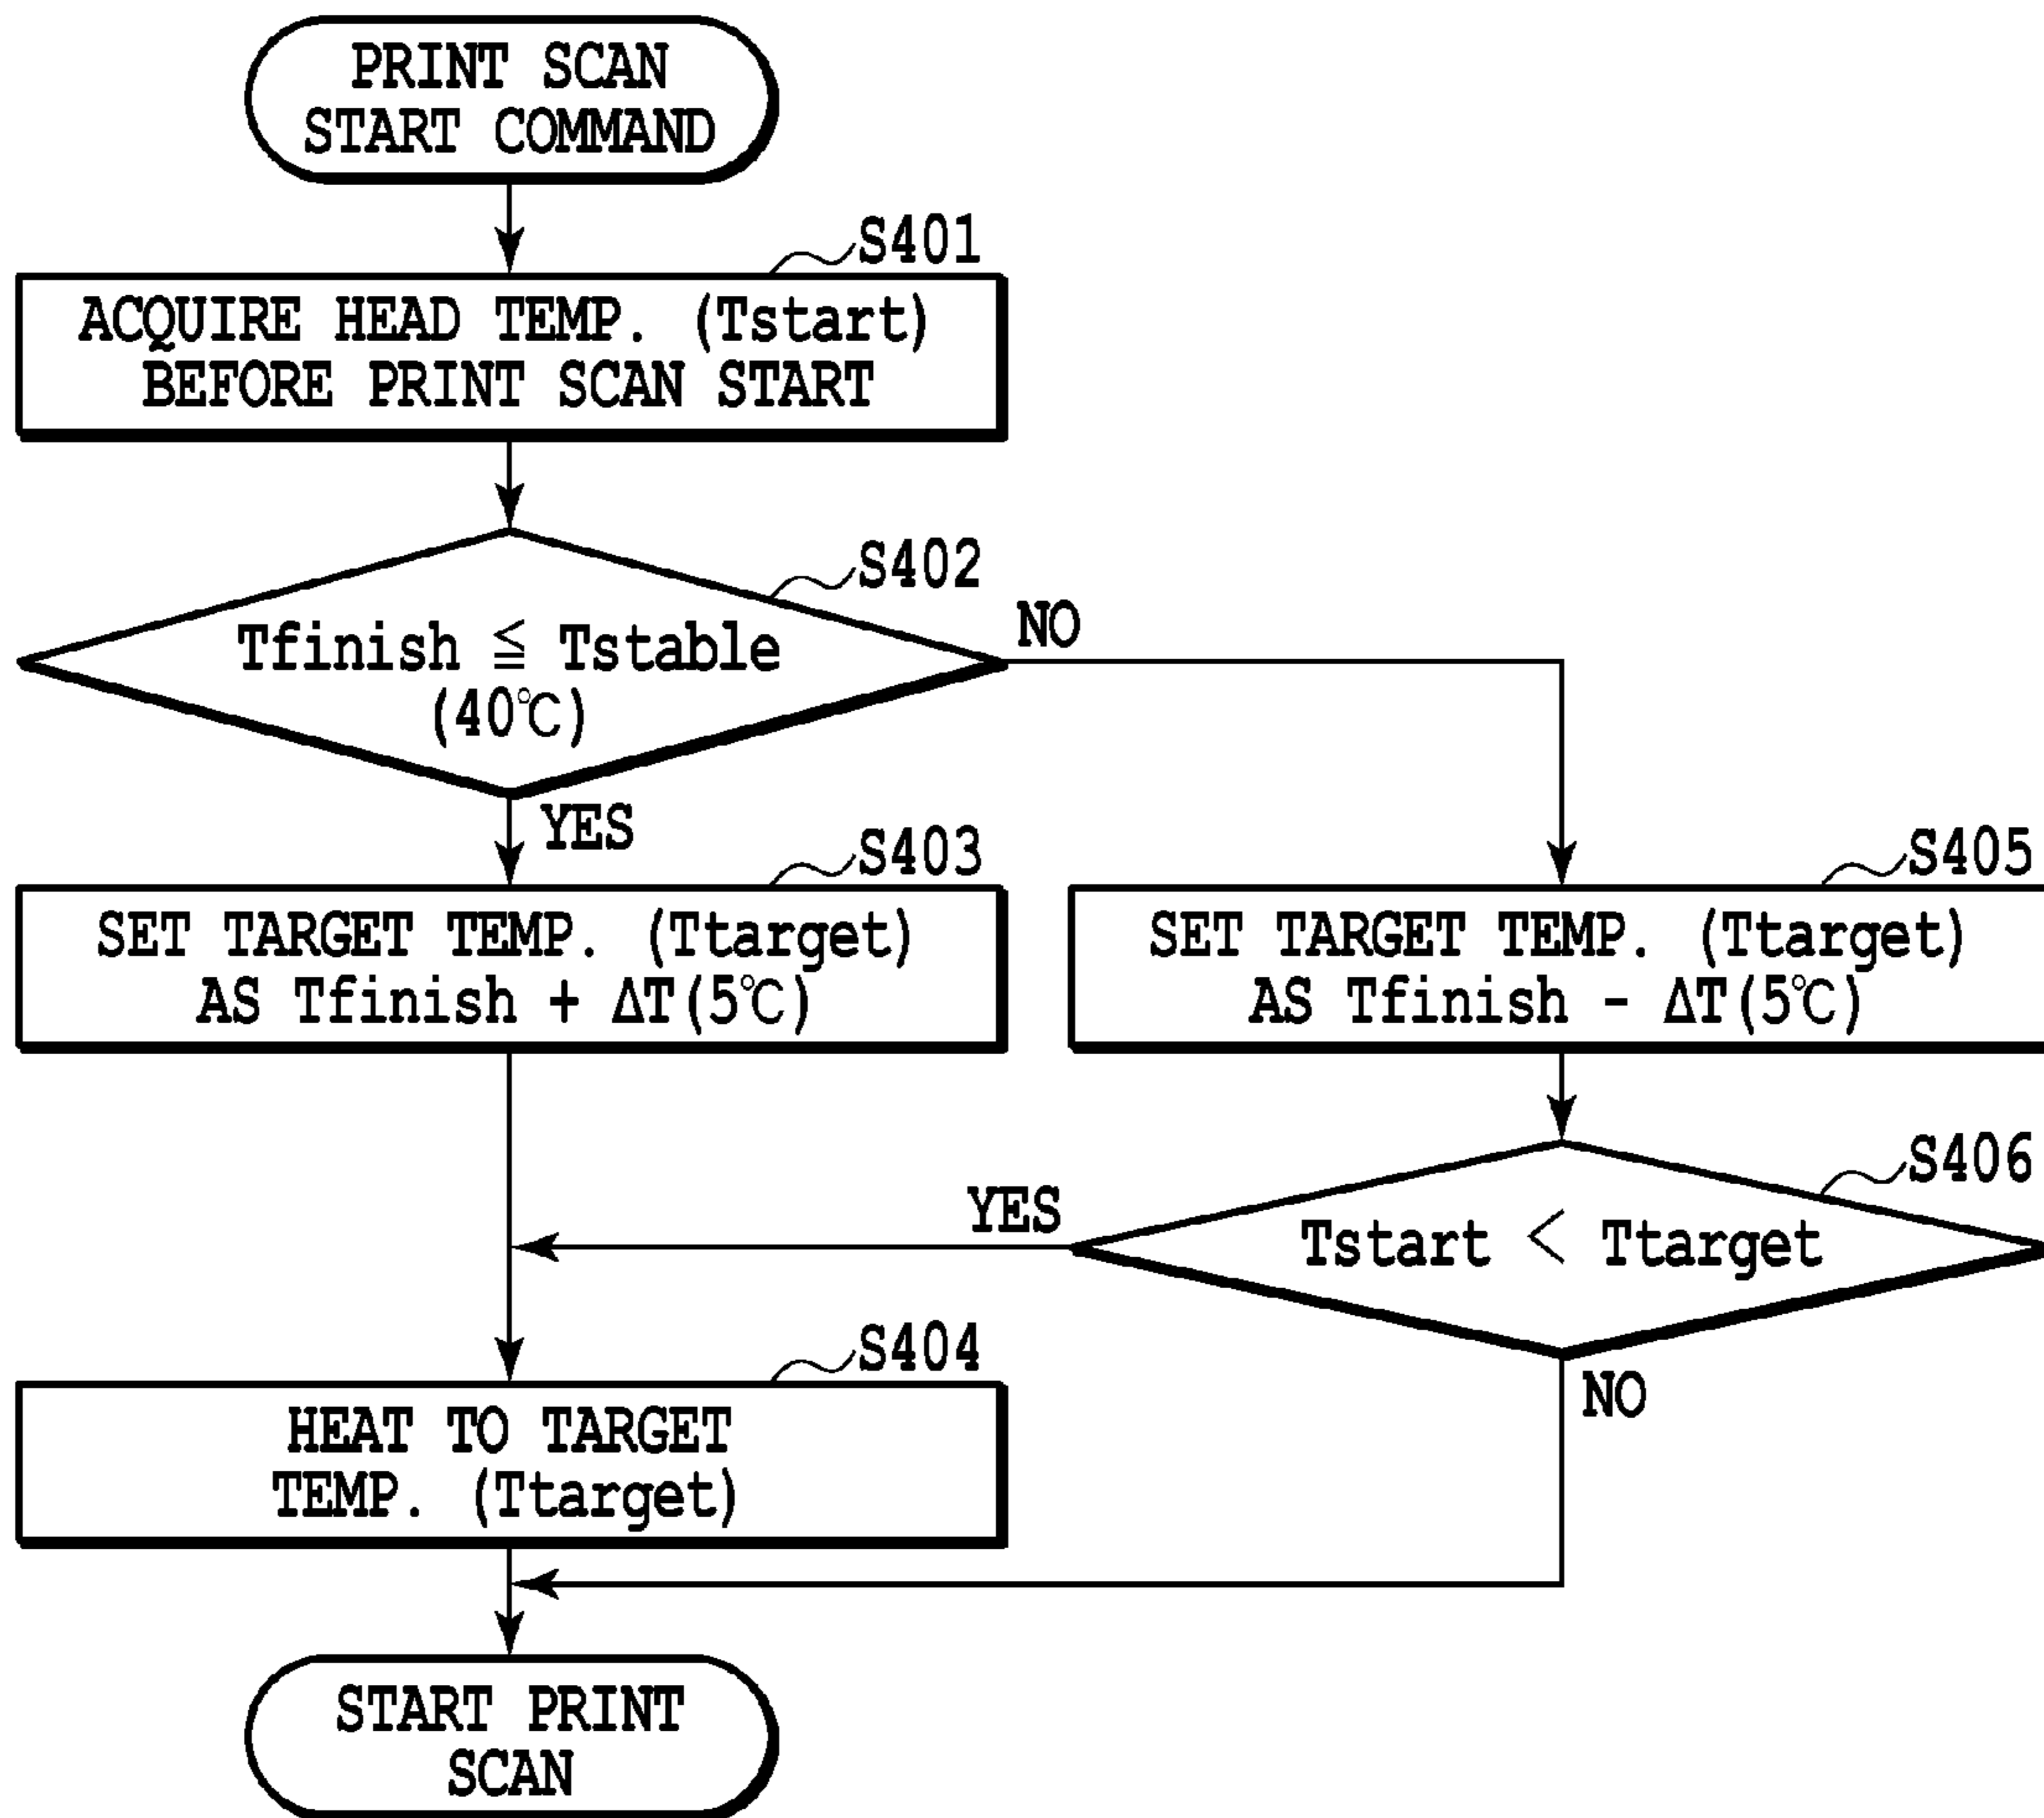 PRINT SCAN
START COMMAND
S401
ACQUIRE HEAD TEMP. (Tstart)
BEFORE PRINT SCAN START
S402
Tfinish ≦ Tstable
(40℃)
NO
YES
S403
SET TARGET TEMP. (Ttarget)
AS Tfinish + ΔT(5℃)
S405
SET TARGET TEMP. (Ttarget)
AS Tfinish - ΔT(5℃)
S406
Tstart < Ttarget
YES
NO
S404
HEAT TO TARGET
TEMP. (Ttarget)
START PRINT
SCAN